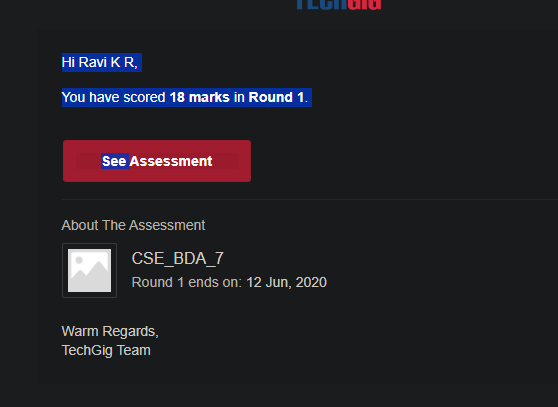 TECHGIG
Hi Ravi K R,
You have scored 18 marks in Round 1.
See Assessment
About The Assessment
CSE_BDA_7
Round 1 ends on: 12 Jun, 2020
Warm Regards,
TechGig Team